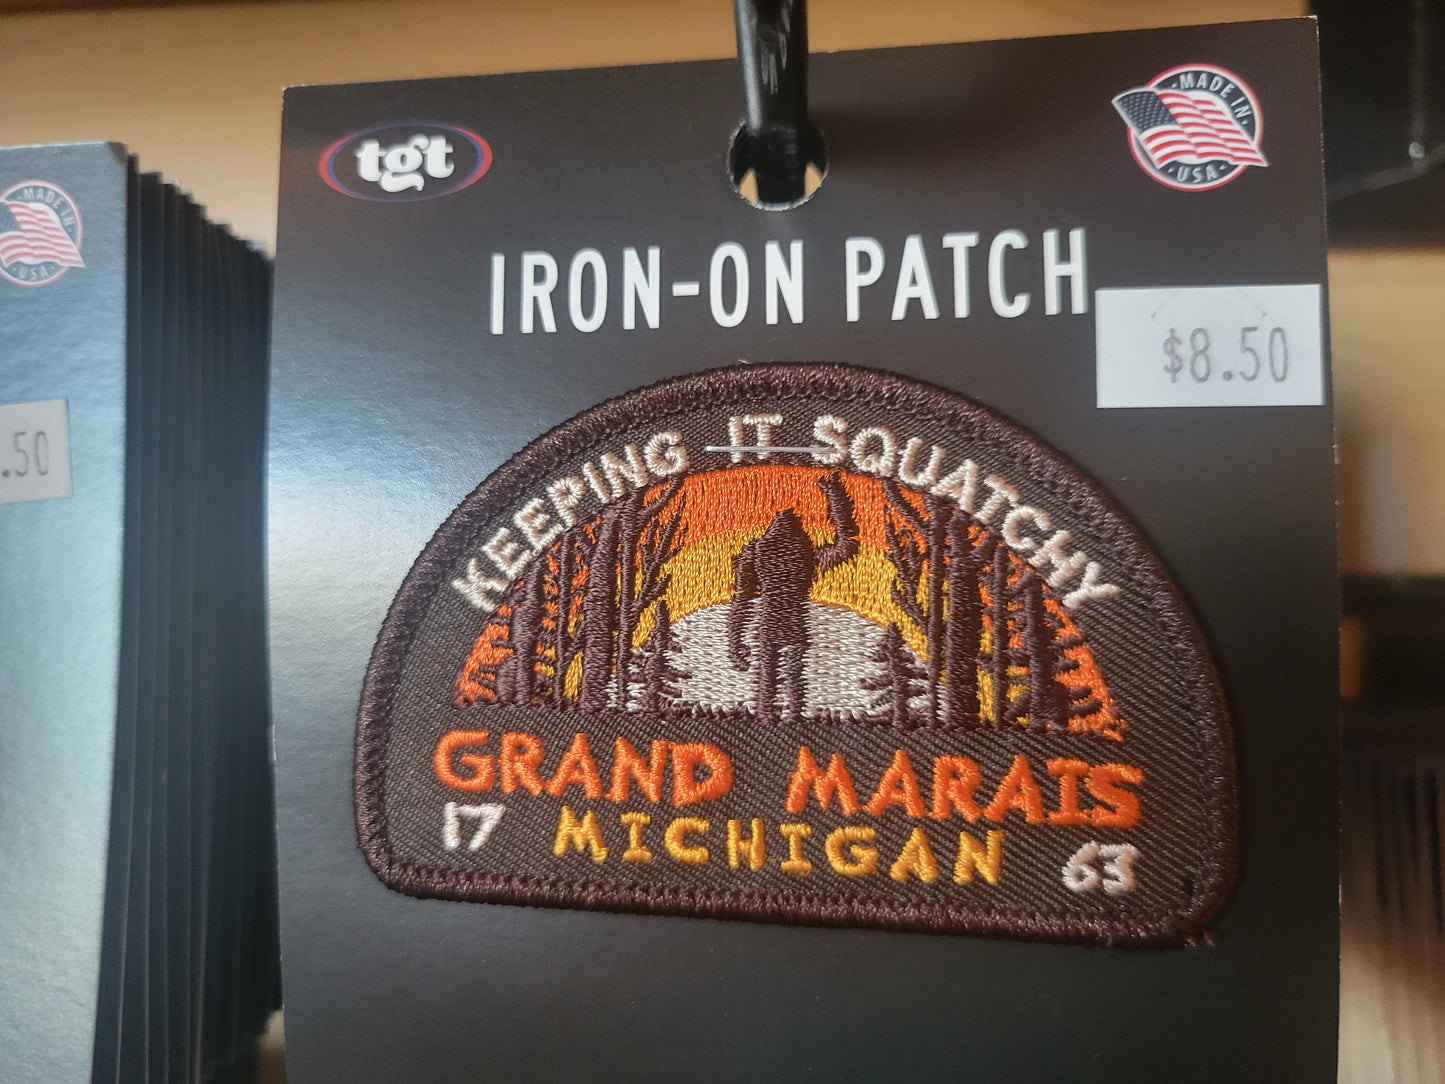 tgt
MADE IN
USA
IRON-ON PATCH
$8.50
KEEPING IT SQUATCHY
GRAND MARAIS
17 MICHIGAN 63
MADE IN
USA
.50